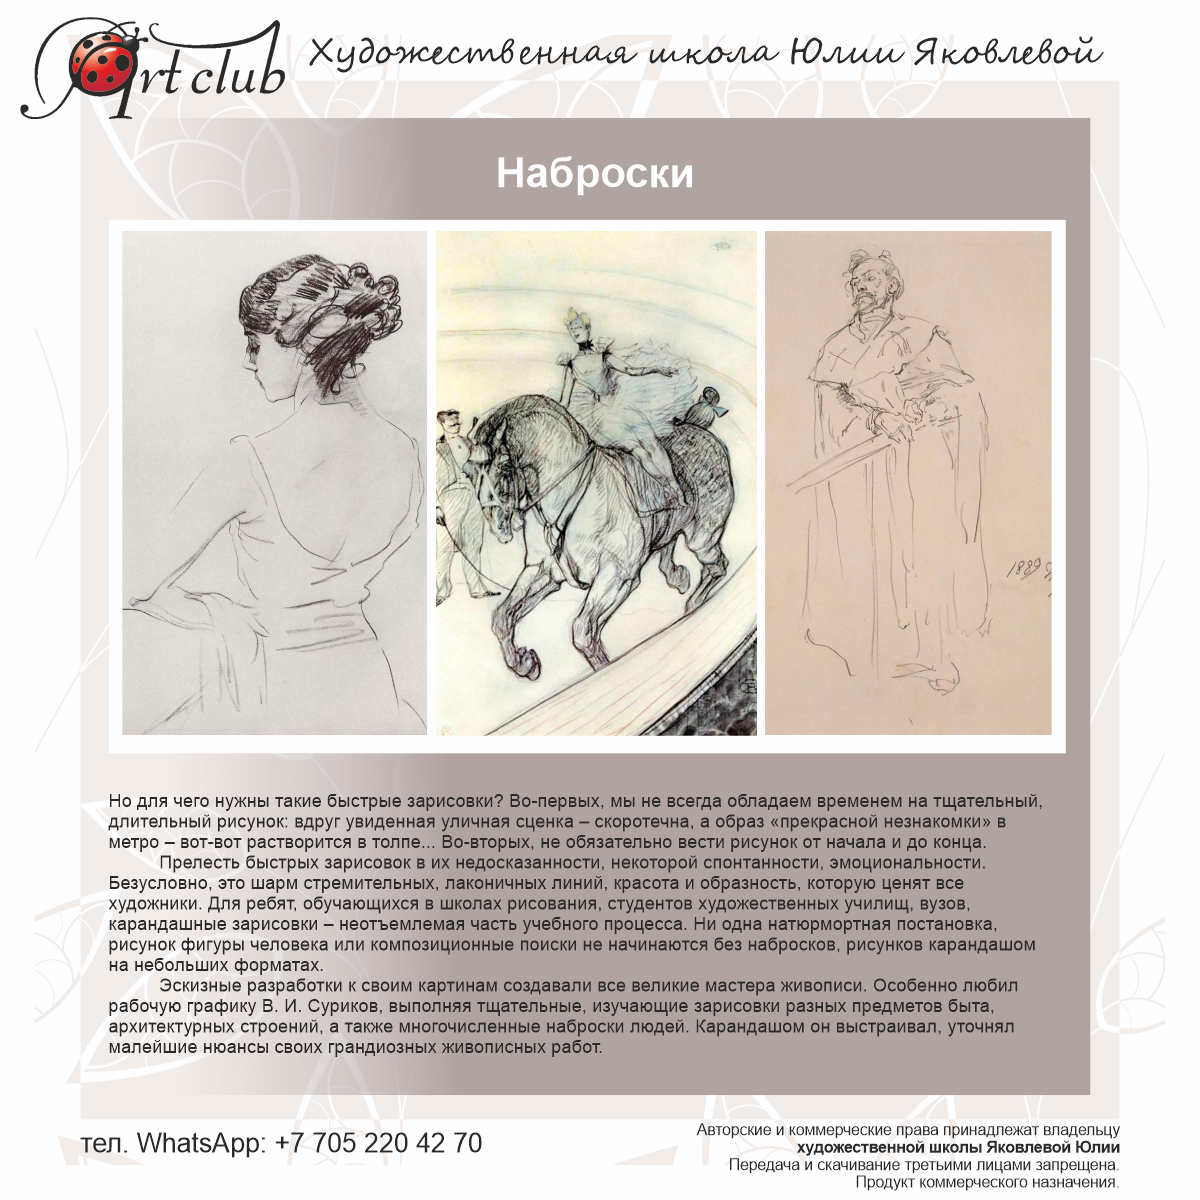 Art club
Художественная школа Юлии Яковлевой
Наброски
1889
Но для чего нужны такие быстрые зарисовки? Во-первых, мы не всегда обладаем временем на тщательный,
длительный рисунок: вдруг увиденная уличная сценка – скоротечна, а образ «прекрасной незнакомки» в
метро – вот-вот растворится в толпе... Во-вторых, не обязательно вести рисунок от начала и до конца.
Прелесть быстрых зарисовок в их недосказанности, некоторой спонтанности, эмоциональности.
Безусловно, это шарм стремительных, лаконичных линий, красота и образность, которую ценят все
художники. Для ребят, обучающихся в школах рисования, студентов художественных училищ, вузов,
карандашные зарисовки – неотъемлемая часть учебного процесса. Ни одна натюрмортная постановка,
рисунок фигуры человека или композиционные поиски не начинаются без набросков, рисунков карандашом
на небольших форматах.
Эскизные разработки к своим картинам создавали все великие мастера живописи. Особенно любил
рабочую графику В. И. Суриков, выполняя тщательные, изучающие зарисовки разных предметов быта,
архитектурных строений, а также многочисленные наброски людей. Карандашом он выстраивал, уточнял
малейшие нюансы своих грандиозных живописных работ.
тел. WhatsApp: +7 705 220 42 70
Авторские и коммерческие права принадлежат владельцу
художественной школы Яковлевой Юлии
Передача и скачивание третьими лицами запрещена.
Продукт коммерческого назначения.